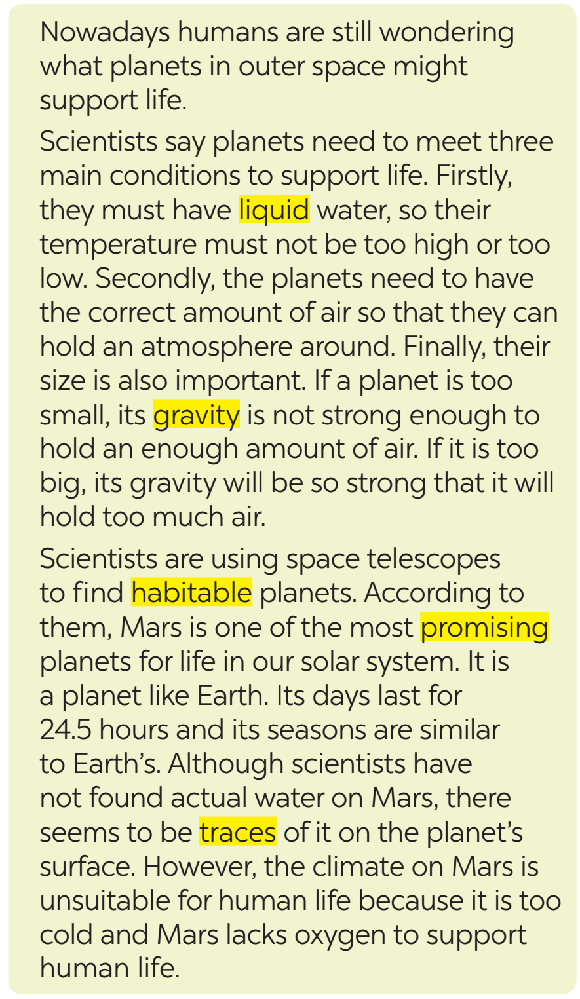 Nowadays humans are still wondering
what planets in outer space might
support life.
Scientists say planets need to meet three
main conditions to support life. Firstly,
they must have liquid water, so their
temperature must not be too high or too
low. Secondly, the planets need to have
the correct amount of air so that they can
hold an atmosphere around. Finally, their
size is also important. If a planet is too
small, its gravity is not strong enough to
hold an enough amount of air. If it is too
big, its gravity will be so strong that it will
hold too much air.
Scientists are using space telescopes
to find habitable planets. According to
them, Mars is one of the most promising
planets for life in our solar system. It is
a planet like Earth. Its days last for
24.5 hours and its seasons are similar
to Earth’s. Although scientists have
not found actual water on Mars, there
seems to be traces of it on the planet’s
surface. However, the climate on Mars is
unsuitable for human life because it is too
cold and Mars lacks oxygen to support
human life.